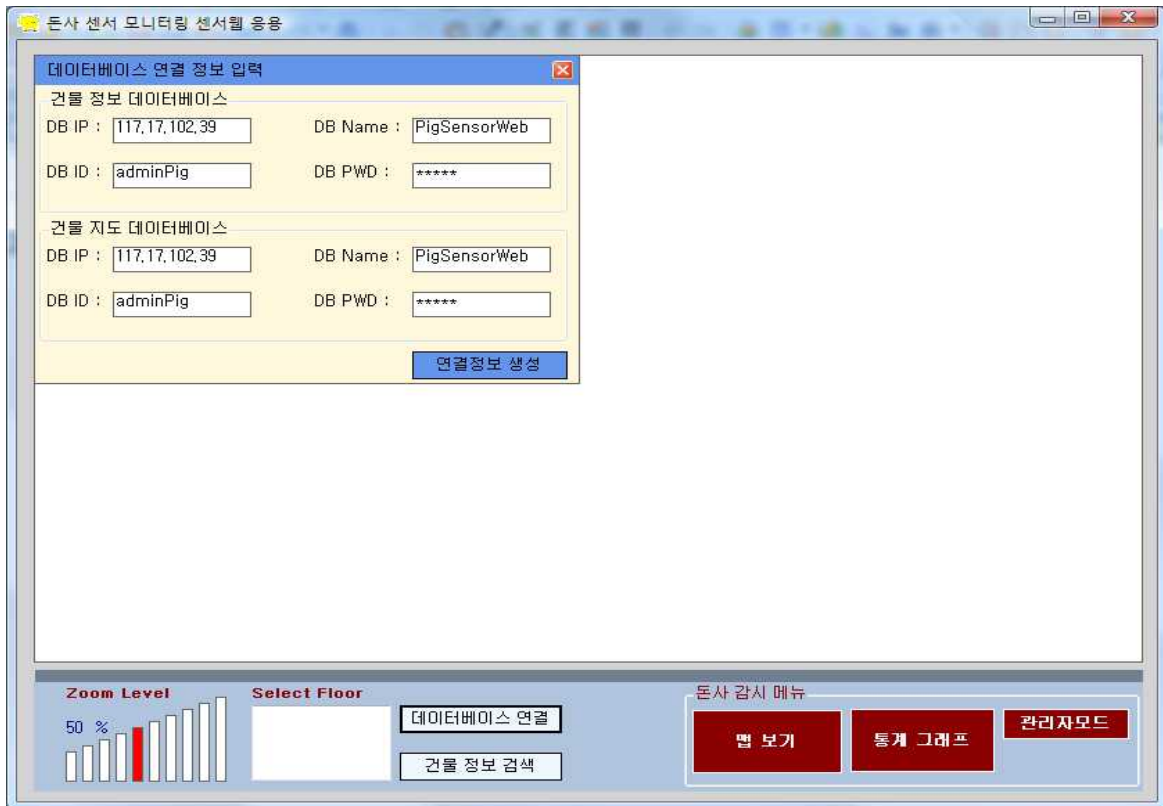 돈사 센서 모니터링 센서웹 응용
데이터베이스 연결 정보 입력
건물 정보 데이터베이스
DB IP : 117,17,102,39 DB Name : PigSensorWeb
DB ID : adminPig DB PWD : *****
건물 지도 데이터베이스
DB IP : 117,17,102,39 DB Name : PigSensorWeb
DB ID : adminPig DB PWD : *****
연결정보 생성
Zoom Level
50 %
Select Floor
데이터베이스 연결
건물 정보 검색
돈사 감시 메뉴
맵 보기
통계 그래프
관리자모드